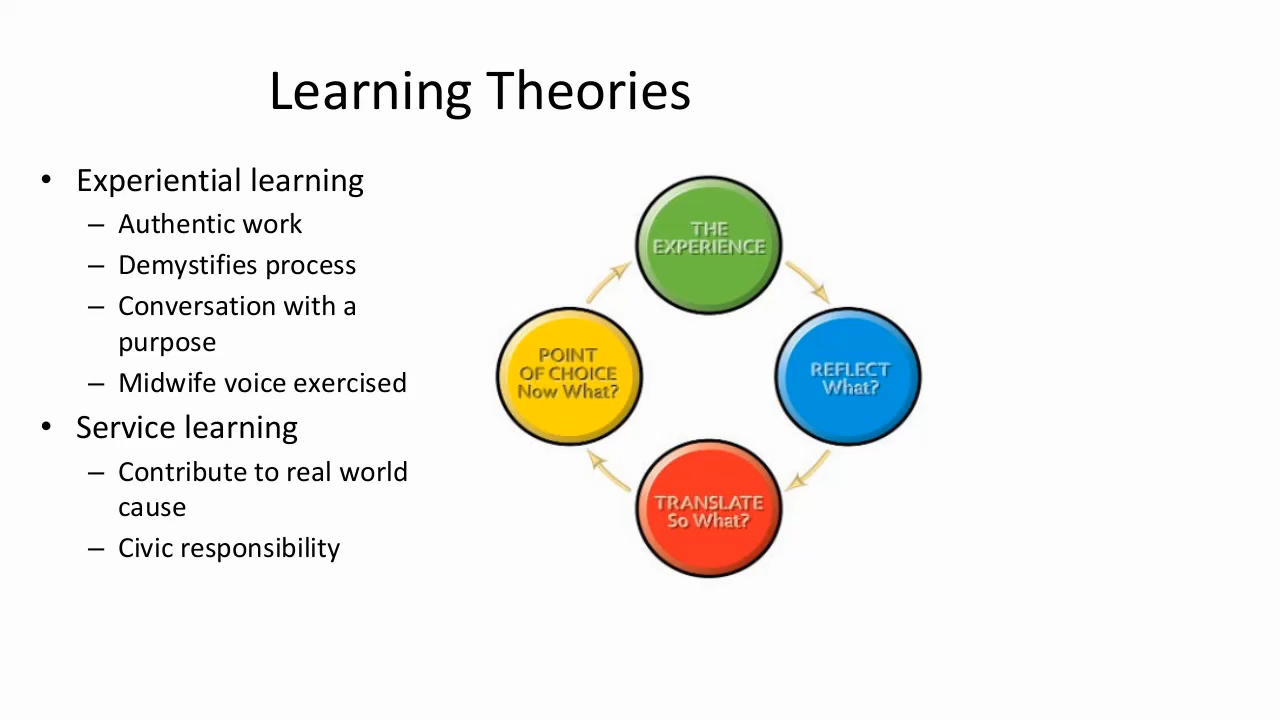 Learning Theories
• Experiential learning
– Authentic work
– Demystifies process
– Conversation with a
purpose
– Midwife voice exercised
• Service learning
– Contribute to real world
cause
– Civic responsibility
THE
EXPERIENCE
REFLECT
What?
TRANSLATE
So What?
POINT
OF CHOICE
Now What?